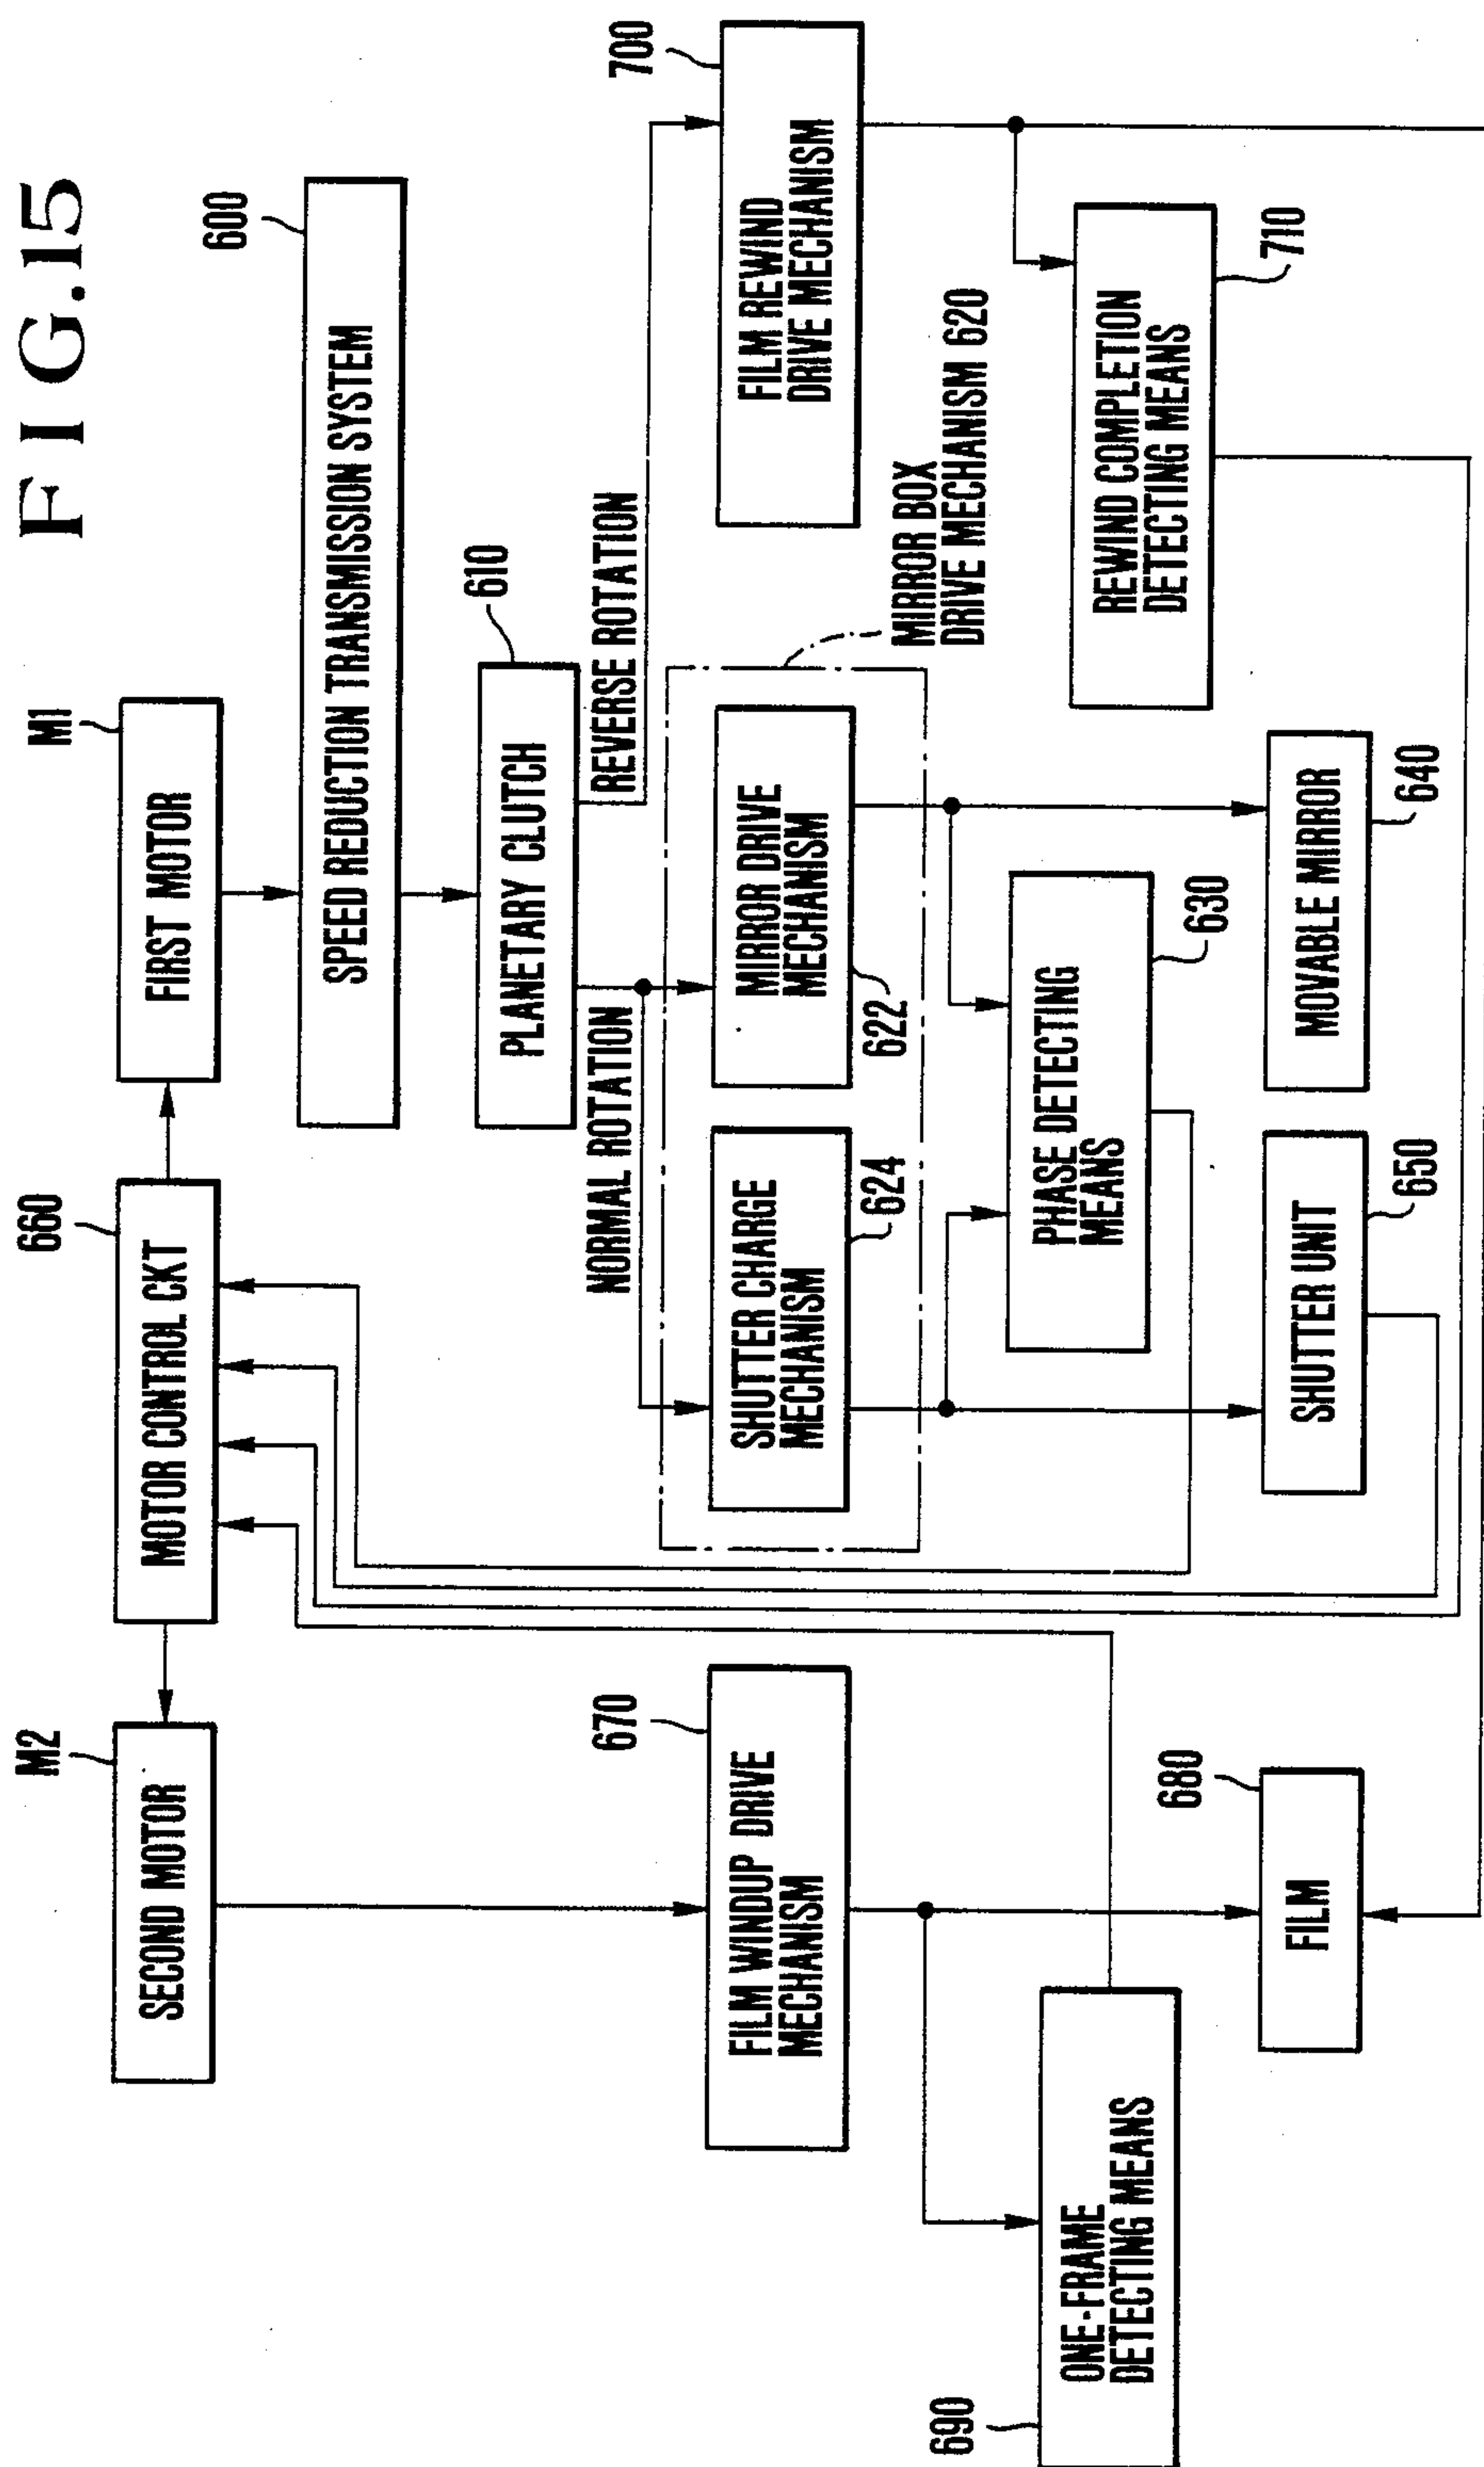 FIG.15
M2
SECOND MOTOR
660
MOTOR CONTROL CKT
M1
FIRST MOTOR
600
SPEED REDUCTION TRANSMISSION SYSTEM
610
PLANETARY CLUTCH
NORMAL ROTATION
REVERSE ROTATION
670
FILM WINDUP DRIVE
MECHANISM
SHUTTER CHARGE
MECHANISM
624
MIRROR DRIVE
MECHANISM
622
700
FILM REWIND
DRIVE MECHANISM
MIRROR BOX
DRIVE MECHANISM 620
690
ONE-FRAME
DETECTING MEANS
PHASE DETECTING
MEANS
630
REWIND COMPLETION
DETECTING MEANS
710
680
FILM
SHUTTER UNIT
650
MOVABLE MIRROR
640